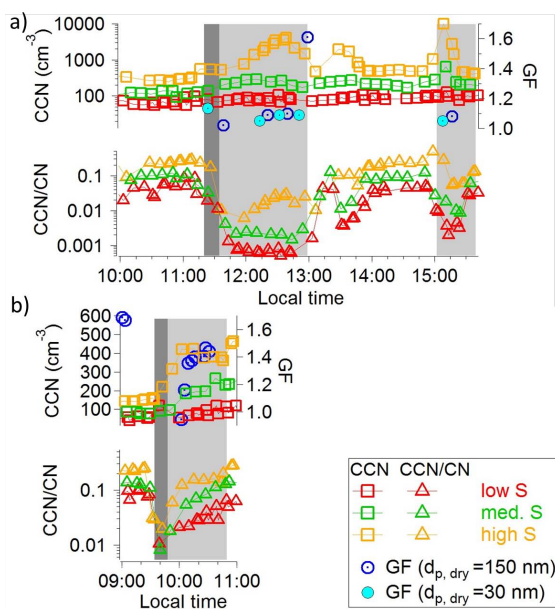 a)
CCN (cm-3)
10000
1000
100
1.6
1.4
1.2
1.0
GF
CCN/CN
0.1
0.01
0.001
10:00 11:00 12:00 13:00 14:00 15:00
Local time
b)
CCN (cm-3)
600
500
400
300
200
100
1.6
1.4
1.2
1.0
GF
CCN/CN
0.1
0.01
09:00 10:00 11:00
Local time
CCN CCN/CN
low S
med. S
high S
GF (dp, dry =150 nm)
GF (dp, dry =30 nm)